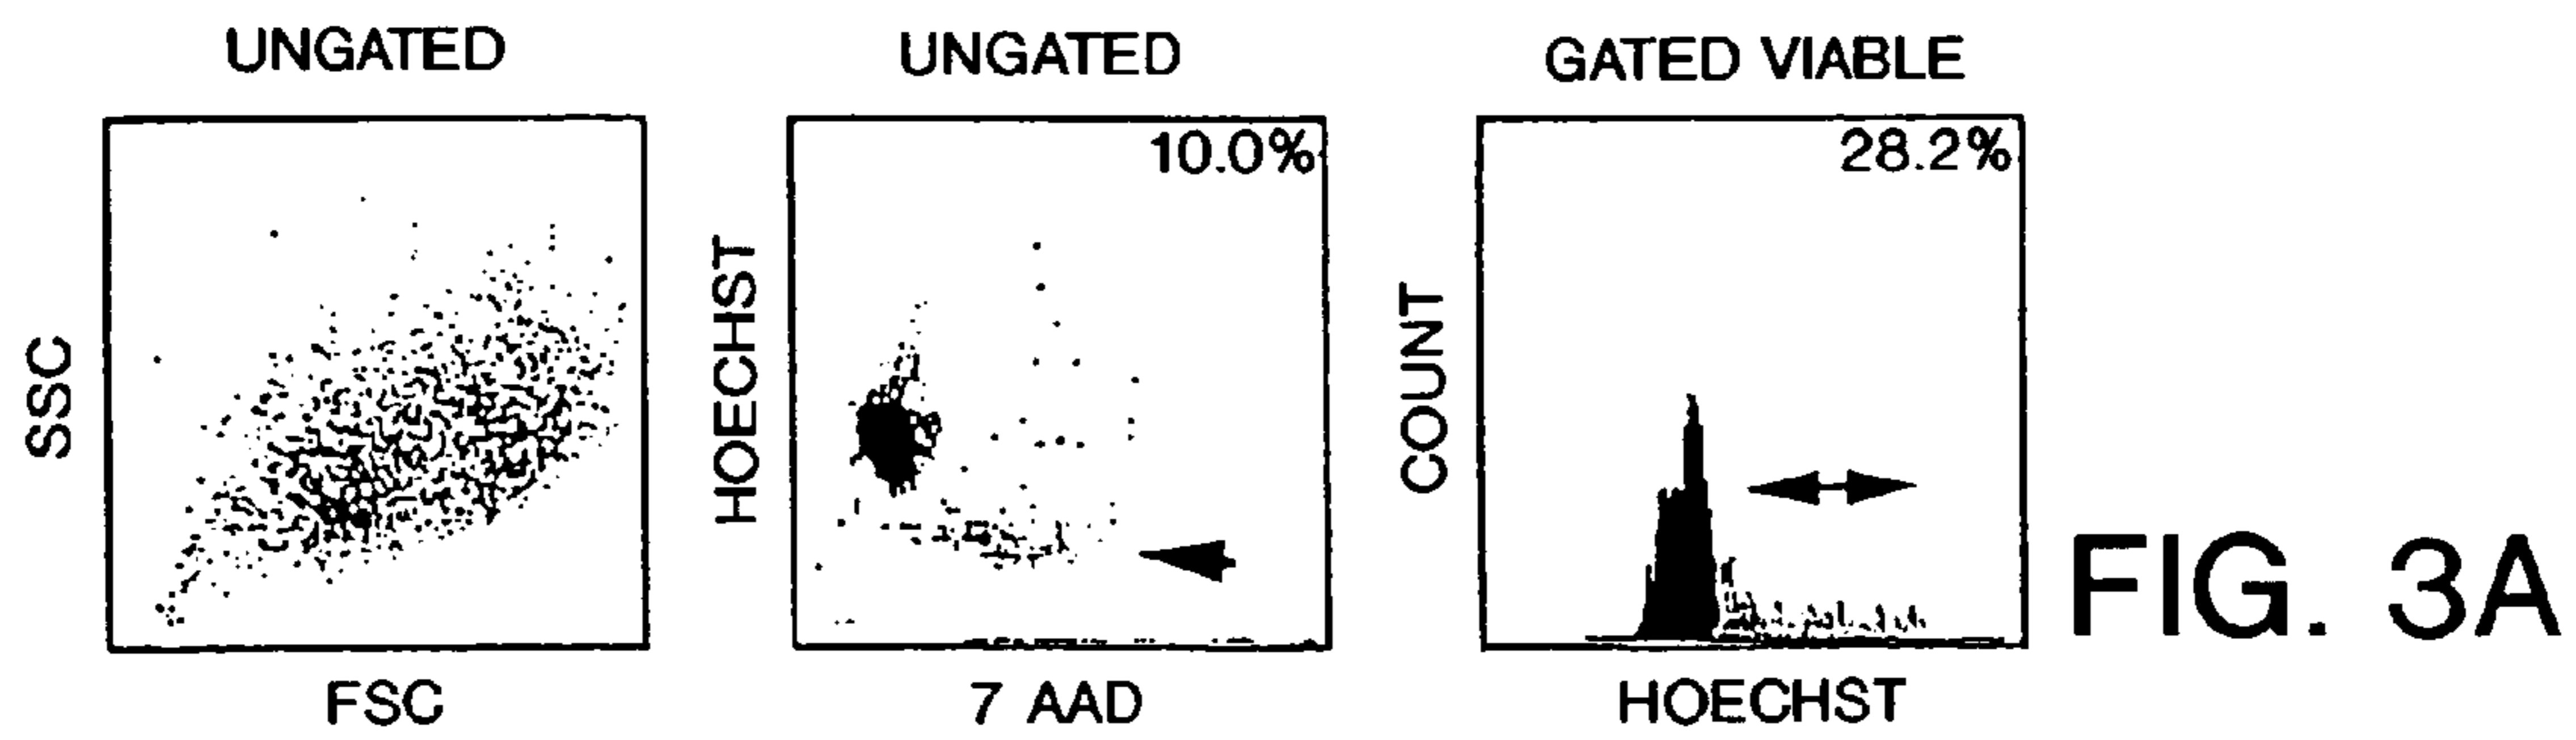 UNGATED
SSC
FSC
UNGATED
10.0%
HOECHST
7 AAD
GATED VIABLE
28.2%
COUNT
HOECHST
FIG. 3A